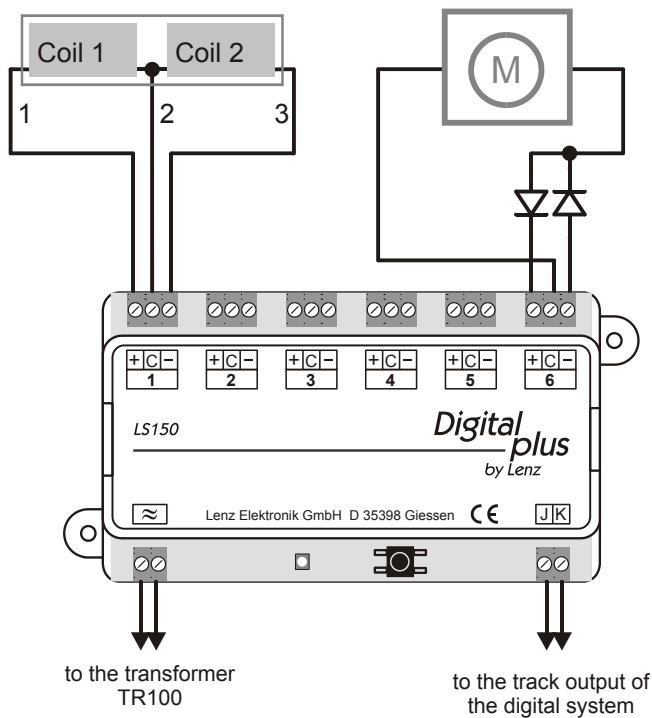 Coil 1 Coil 2
M
1 2 3
+ C − + C − + C − + C − + C − + C −
1 2 3 4 5 6
LS150
Digital
plus
by Lenz
≈ Lenz Elektronik GmbH D 35398 Giessen CE J K
to the transformer
TR100
to the track output of
the digital system